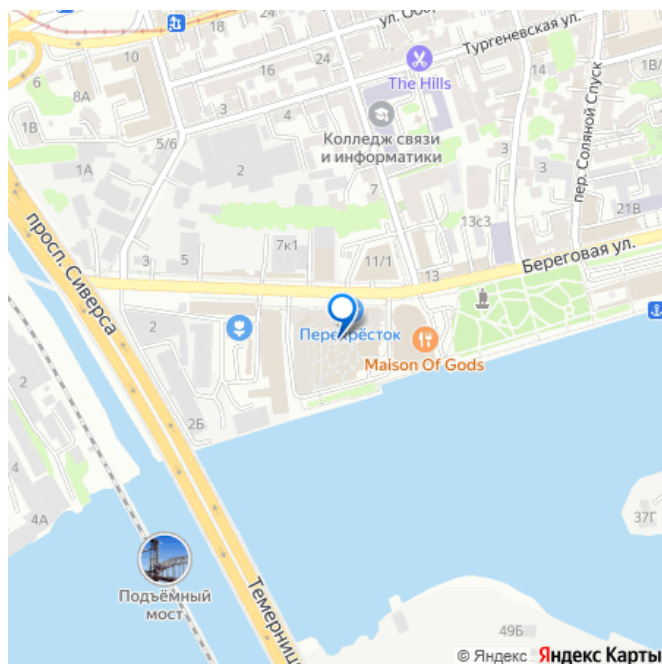 ул. Обо
Тургеневская ул.
6
10
18
16
8А
24
14
1В/
The Hills
3
4
4
1В
Колледж связи
и информатики
5/6
3
3
пер. Соляной Спуск
1А
2
7
13с3
21В
просп. Сиверса
7к1
3
5
11/1
13
Береговая ул.
2
Перекрёсток
Maison Of Gods
2
2Б
4
4А
37Г
Подъёмный
мост
Темерниц
49Б
© Яндекс Яндекс Карты